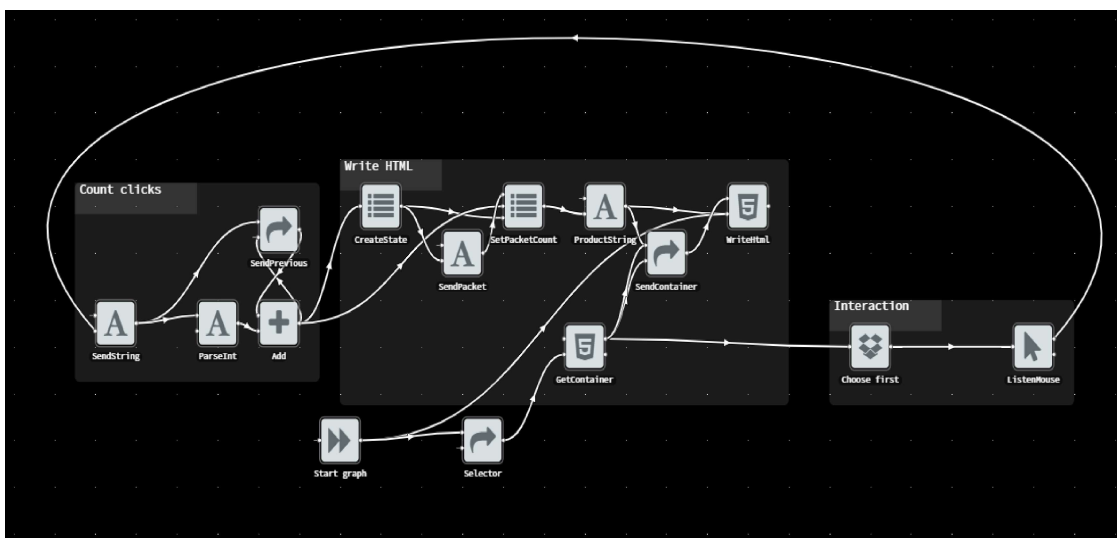 Write HTML
Count clicks
CreateState
SetPacketCount
ProductString
WriteHtml
SendPrevious
SendPacket
SendContainer
Interaction
SendString
ParseInt
Add
GetContainer
Choose first
ListenMouse
Start graph
Selector